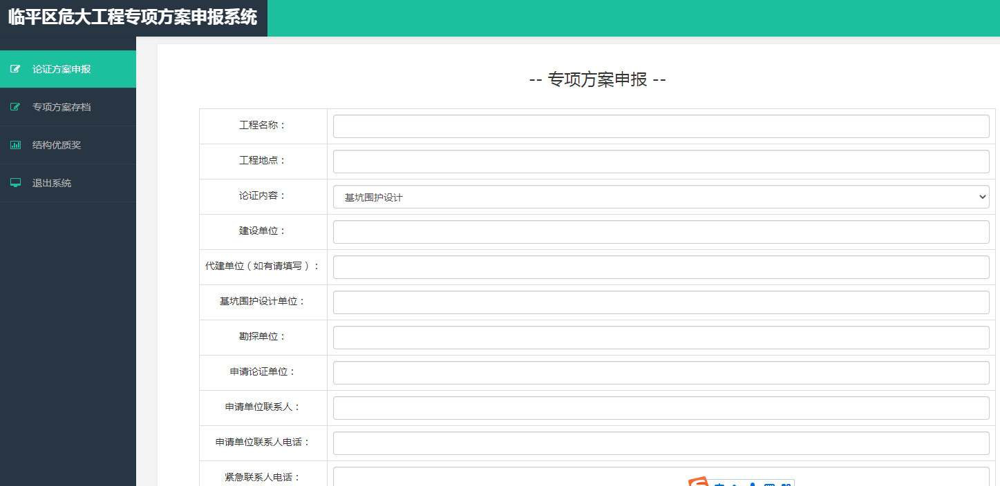 临平区危大工程专项方案申报系统
论证方案申报
专项方案存档
结构优质奖
退出系统
-- 专项方案申报 --
工程名称：
工程地点：
论证内容：
基坑围护设计
建设单位：
代建单位（如有请填写）：
基坑围护设计单位：
勘探单位：
申请论证单位：
申请单位联系人：
申请单位联系人电话：
紧急联系人电话：